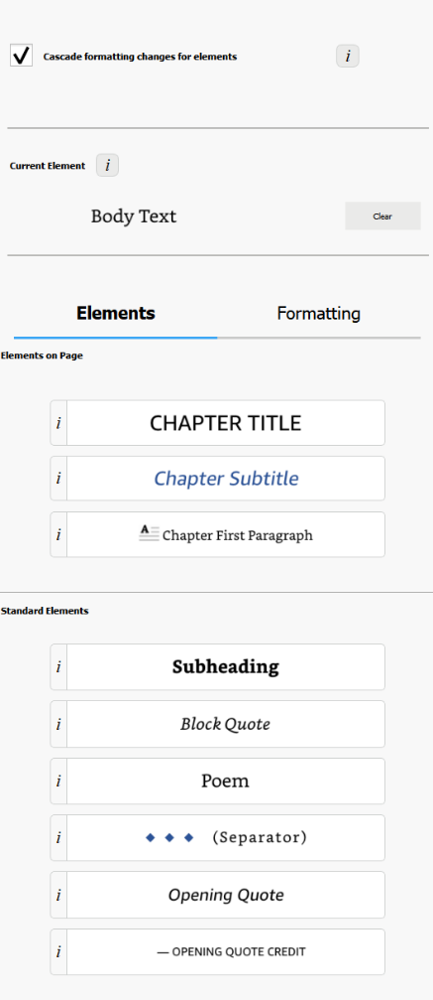 Cascade formatting changes for elements i
Current Element i
Body Text Clear
Elements Formatting
Elements on Page
i CHAPTER TITLE
i Chapter Subtitle
i A Chapter First Paragraph
Standard Elements
i Subheading
i Block Quote
i Poem
i ◆ ◆ ◆ (Separator)
i Opening Quote
i — OPENING QUOTE CREDIT